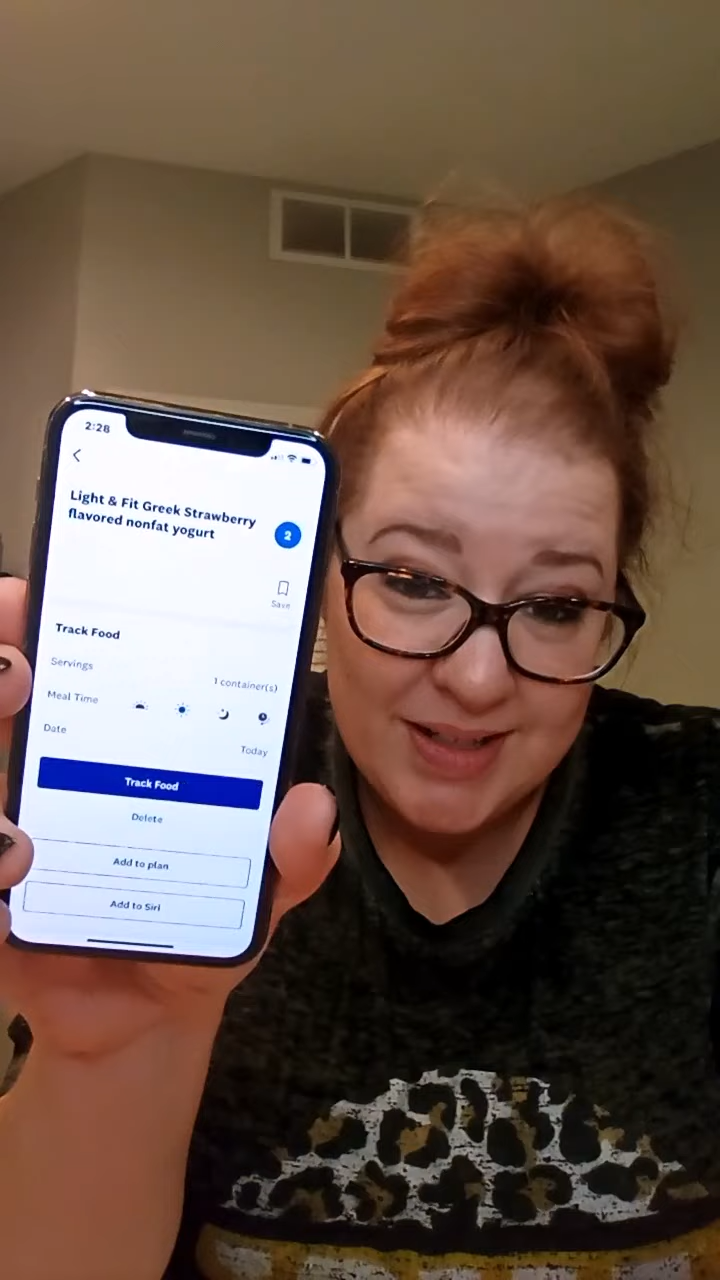 2:28
Light & Fit Greek Strawberry
flavored nonfat yogurt
2
Save
Track Food
Servings
1 container(s)
Meal Time
Date
Today
Track Food
Delete
Add to plan
Add to Siri